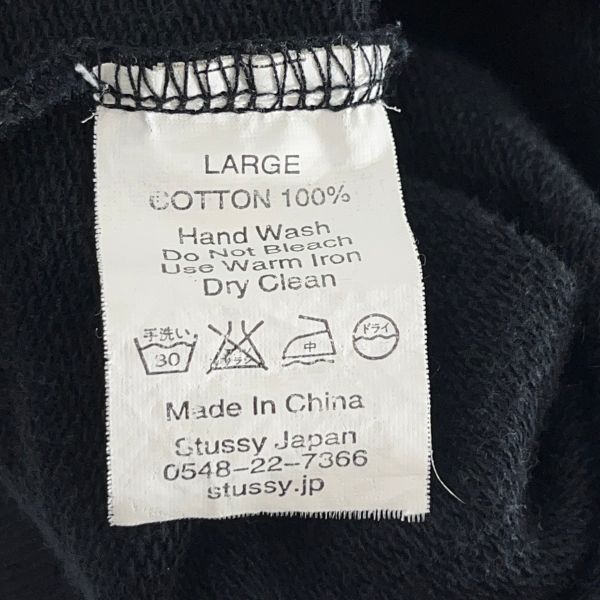 LARGE
COTTON 100%
Hand Wash
Do Not Bleach
Use Warm Iron
Dry Clean
手洗い 中 ドライ
30
Made In China
Stussy Japan
0548-22-7366
stussy.jp